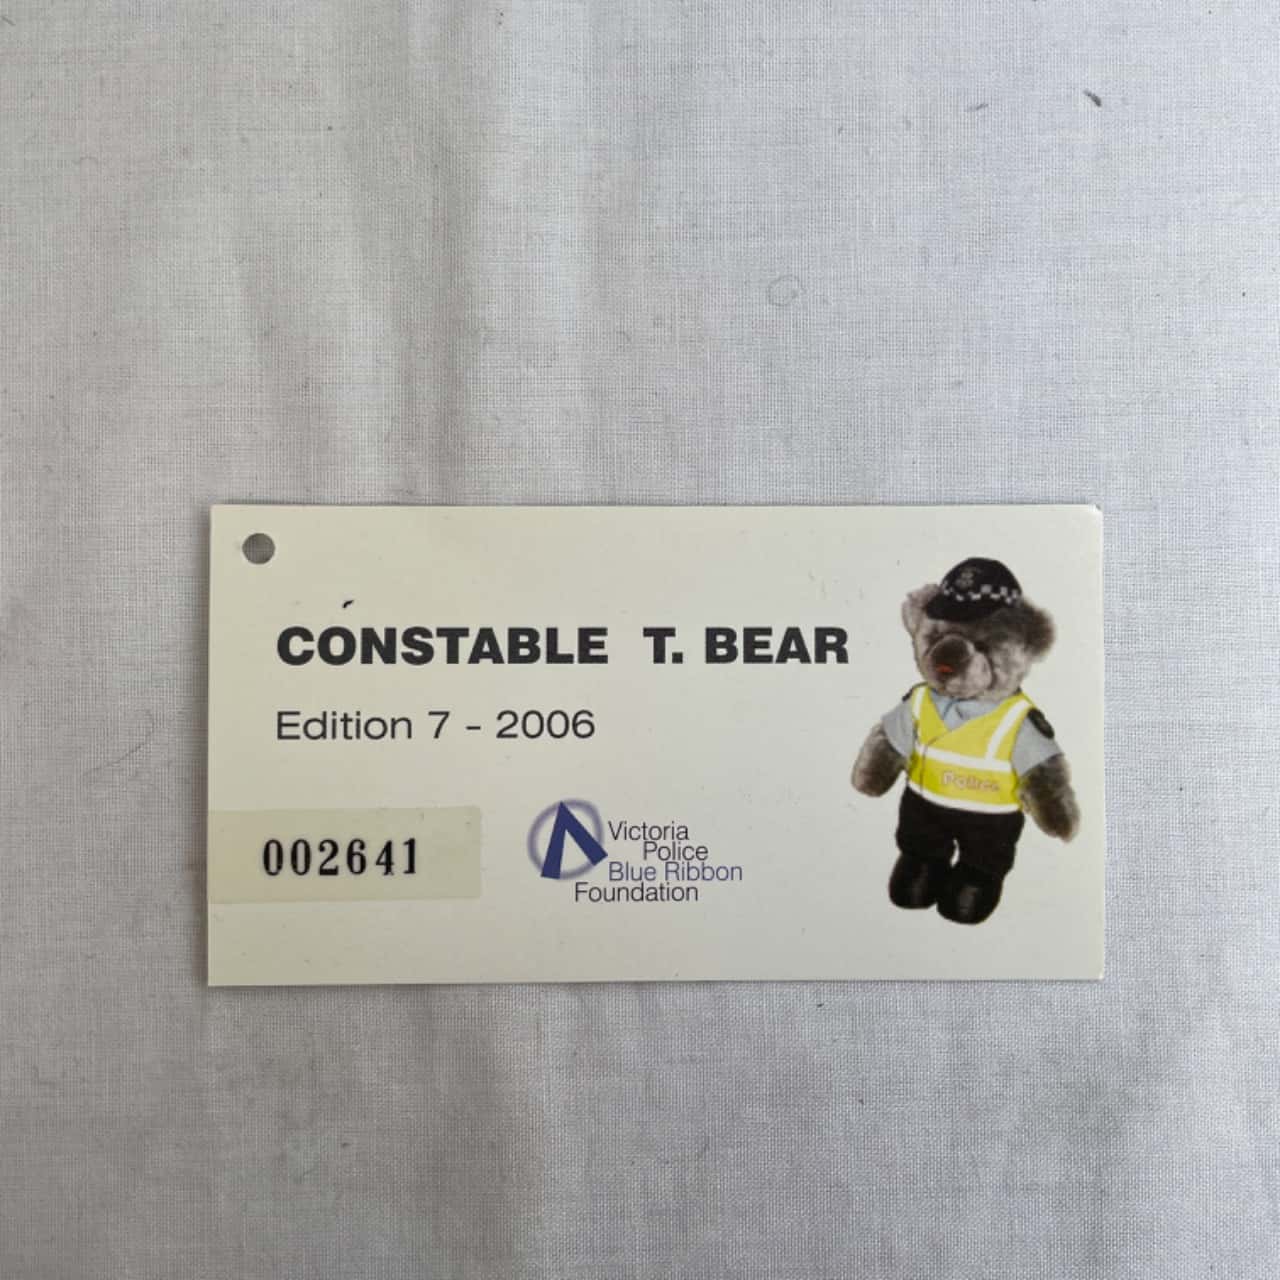 CONSTABLE T. BEAR
Edition 7 - 2006
002641
Victoria
Police
Blue Ribbon
Foundation
Police